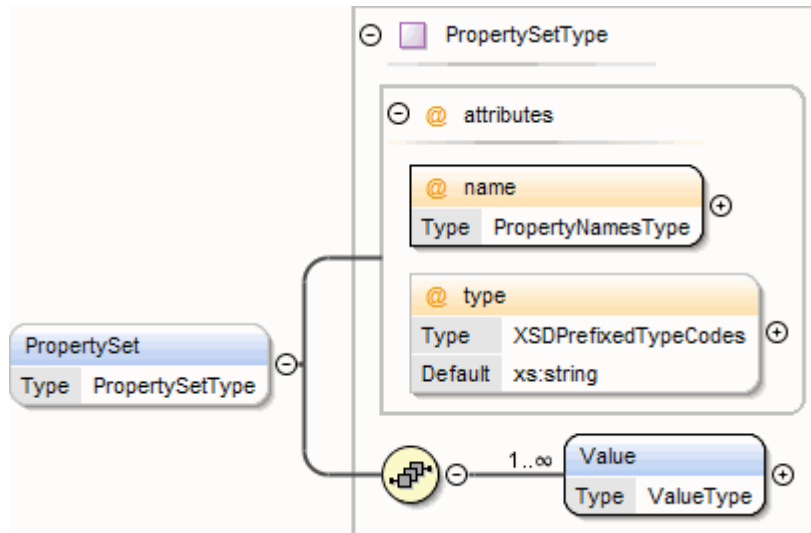 PropertySetType
@ attributes
@ name
Type PropertyNamesType
@ type
Type XSDPrefixedTypeCodes
Default xs:string
PropertySet
Type PropertySetType
1..∞
Value
Type ValueType